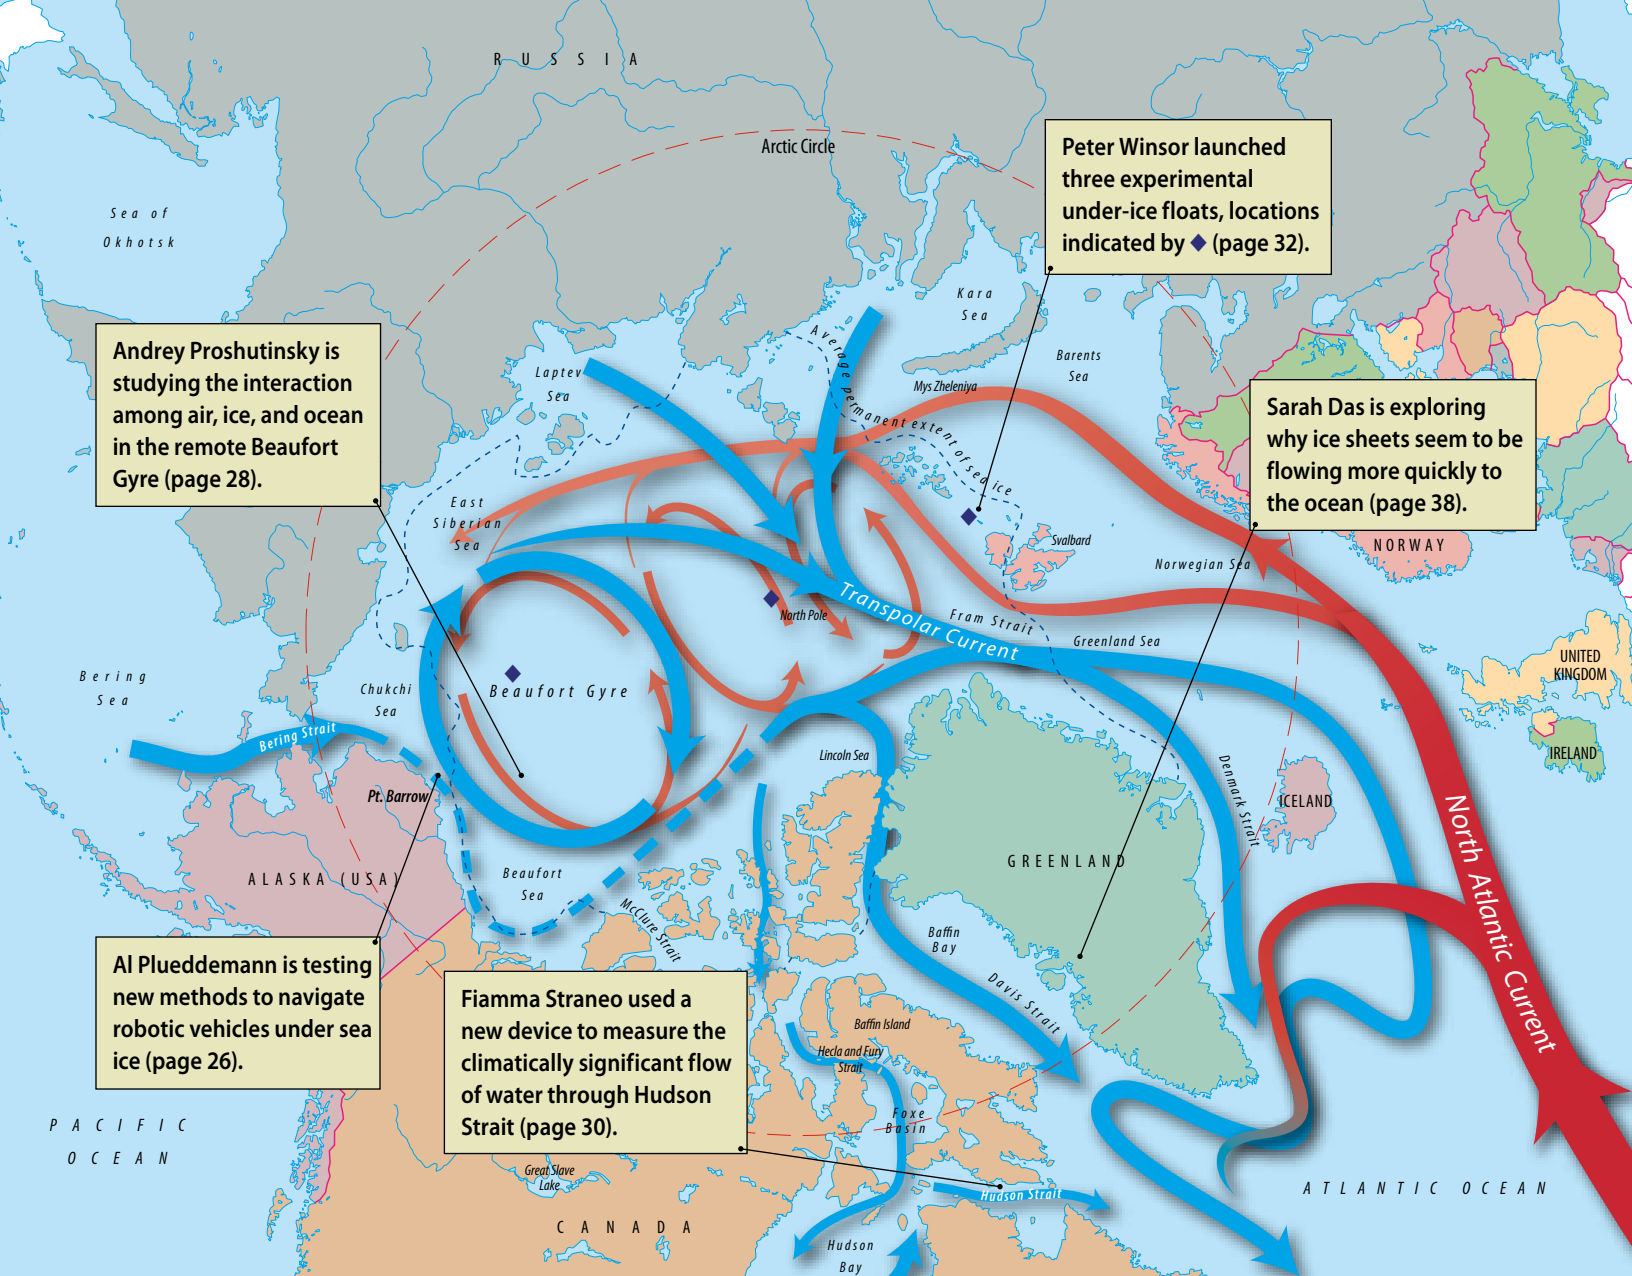 R U S S I A
Arctic Circle
Peter Winsor launched
three experimental
under-ice floats, locations
indicated by ◆ (page 32).
Sea of
Okhotsk
Kara
Sea
Andrey Proshutinsky is
studying the interaction
among air, ice, and ocean
in the remote Beaufort
Gyre (page 28).
Average permanent extent of sea ice
Barents
Sea
Laptev
Sea
Mys Zheleniya
Sarah Das is exploring
why ice sheets seem to be
flowing more quickly to
the ocean (page 38).
East
Siberian
Sea
Svalbard
NORWAY
Norwegian Sea
North Pole
Transpolar Current
Fram Strait
Greenland Sea
UNITED
KINGDOM
Bering
Sea
Chukchi
Sea
Beaufort Gyre
Bering Strait
Lincoln Sea
IRELAND
Pt. Barrow
Denmark Strait
ICELAND
North Atlantic Current
GREENLAND
ALASKA (USA)
Beaufort
Sea
McClure Strait
Baffin
Bay
Al Plueddemann is testing
new methods to navigate
robotic vehicles under sea
ice (page 26).
Fiamma Straneo used a
new device to measure the
climatically significant flow
of water through Hudson
Strait (page 30).
Davis Strait
Baffin Island
Hecla and Fury
Strait
Foxe
Basin
PACIFIC
OCEAN
Great Slave
Lake
Hudson Strait
ATLANTIC OCEAN
CANADA
Hudson
Bay